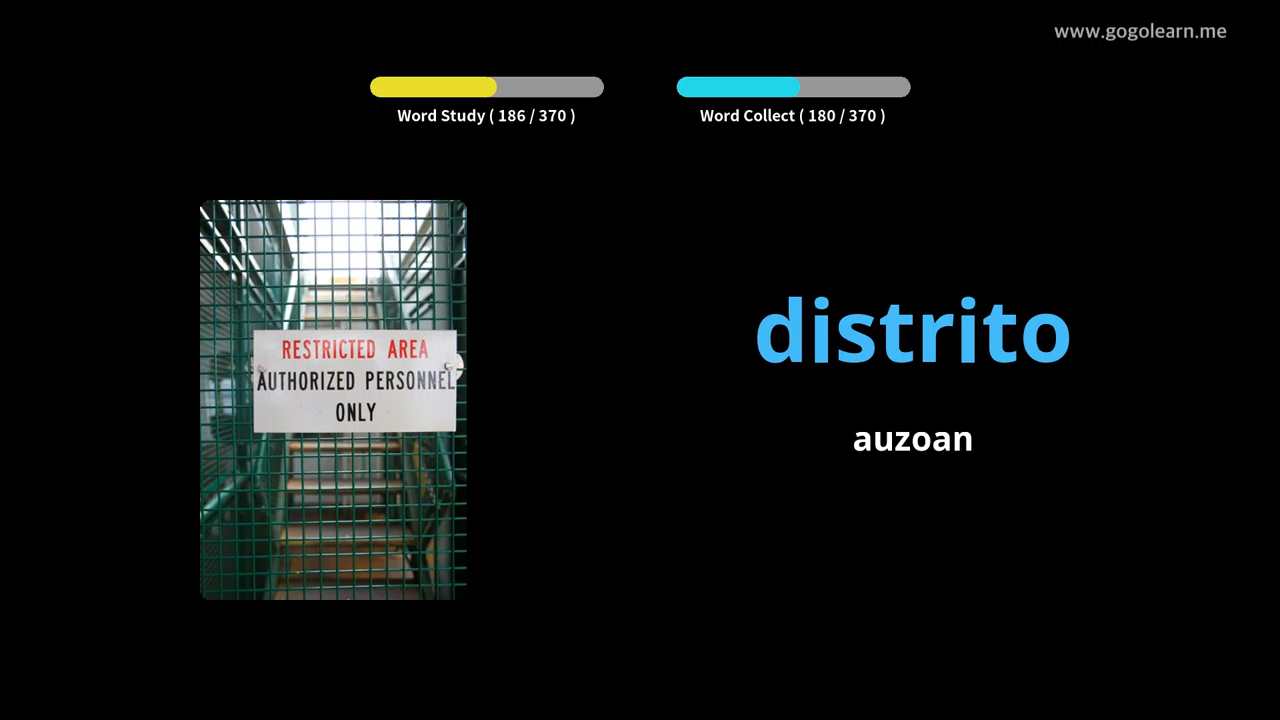 www.gogolearn.me
Word Study ( 186 / 370 )
Word Collect ( 180 / 370 )
RESTRICTED AREA
AUTHORIZED PERSONNEL
ONLY
distrito
auzoan